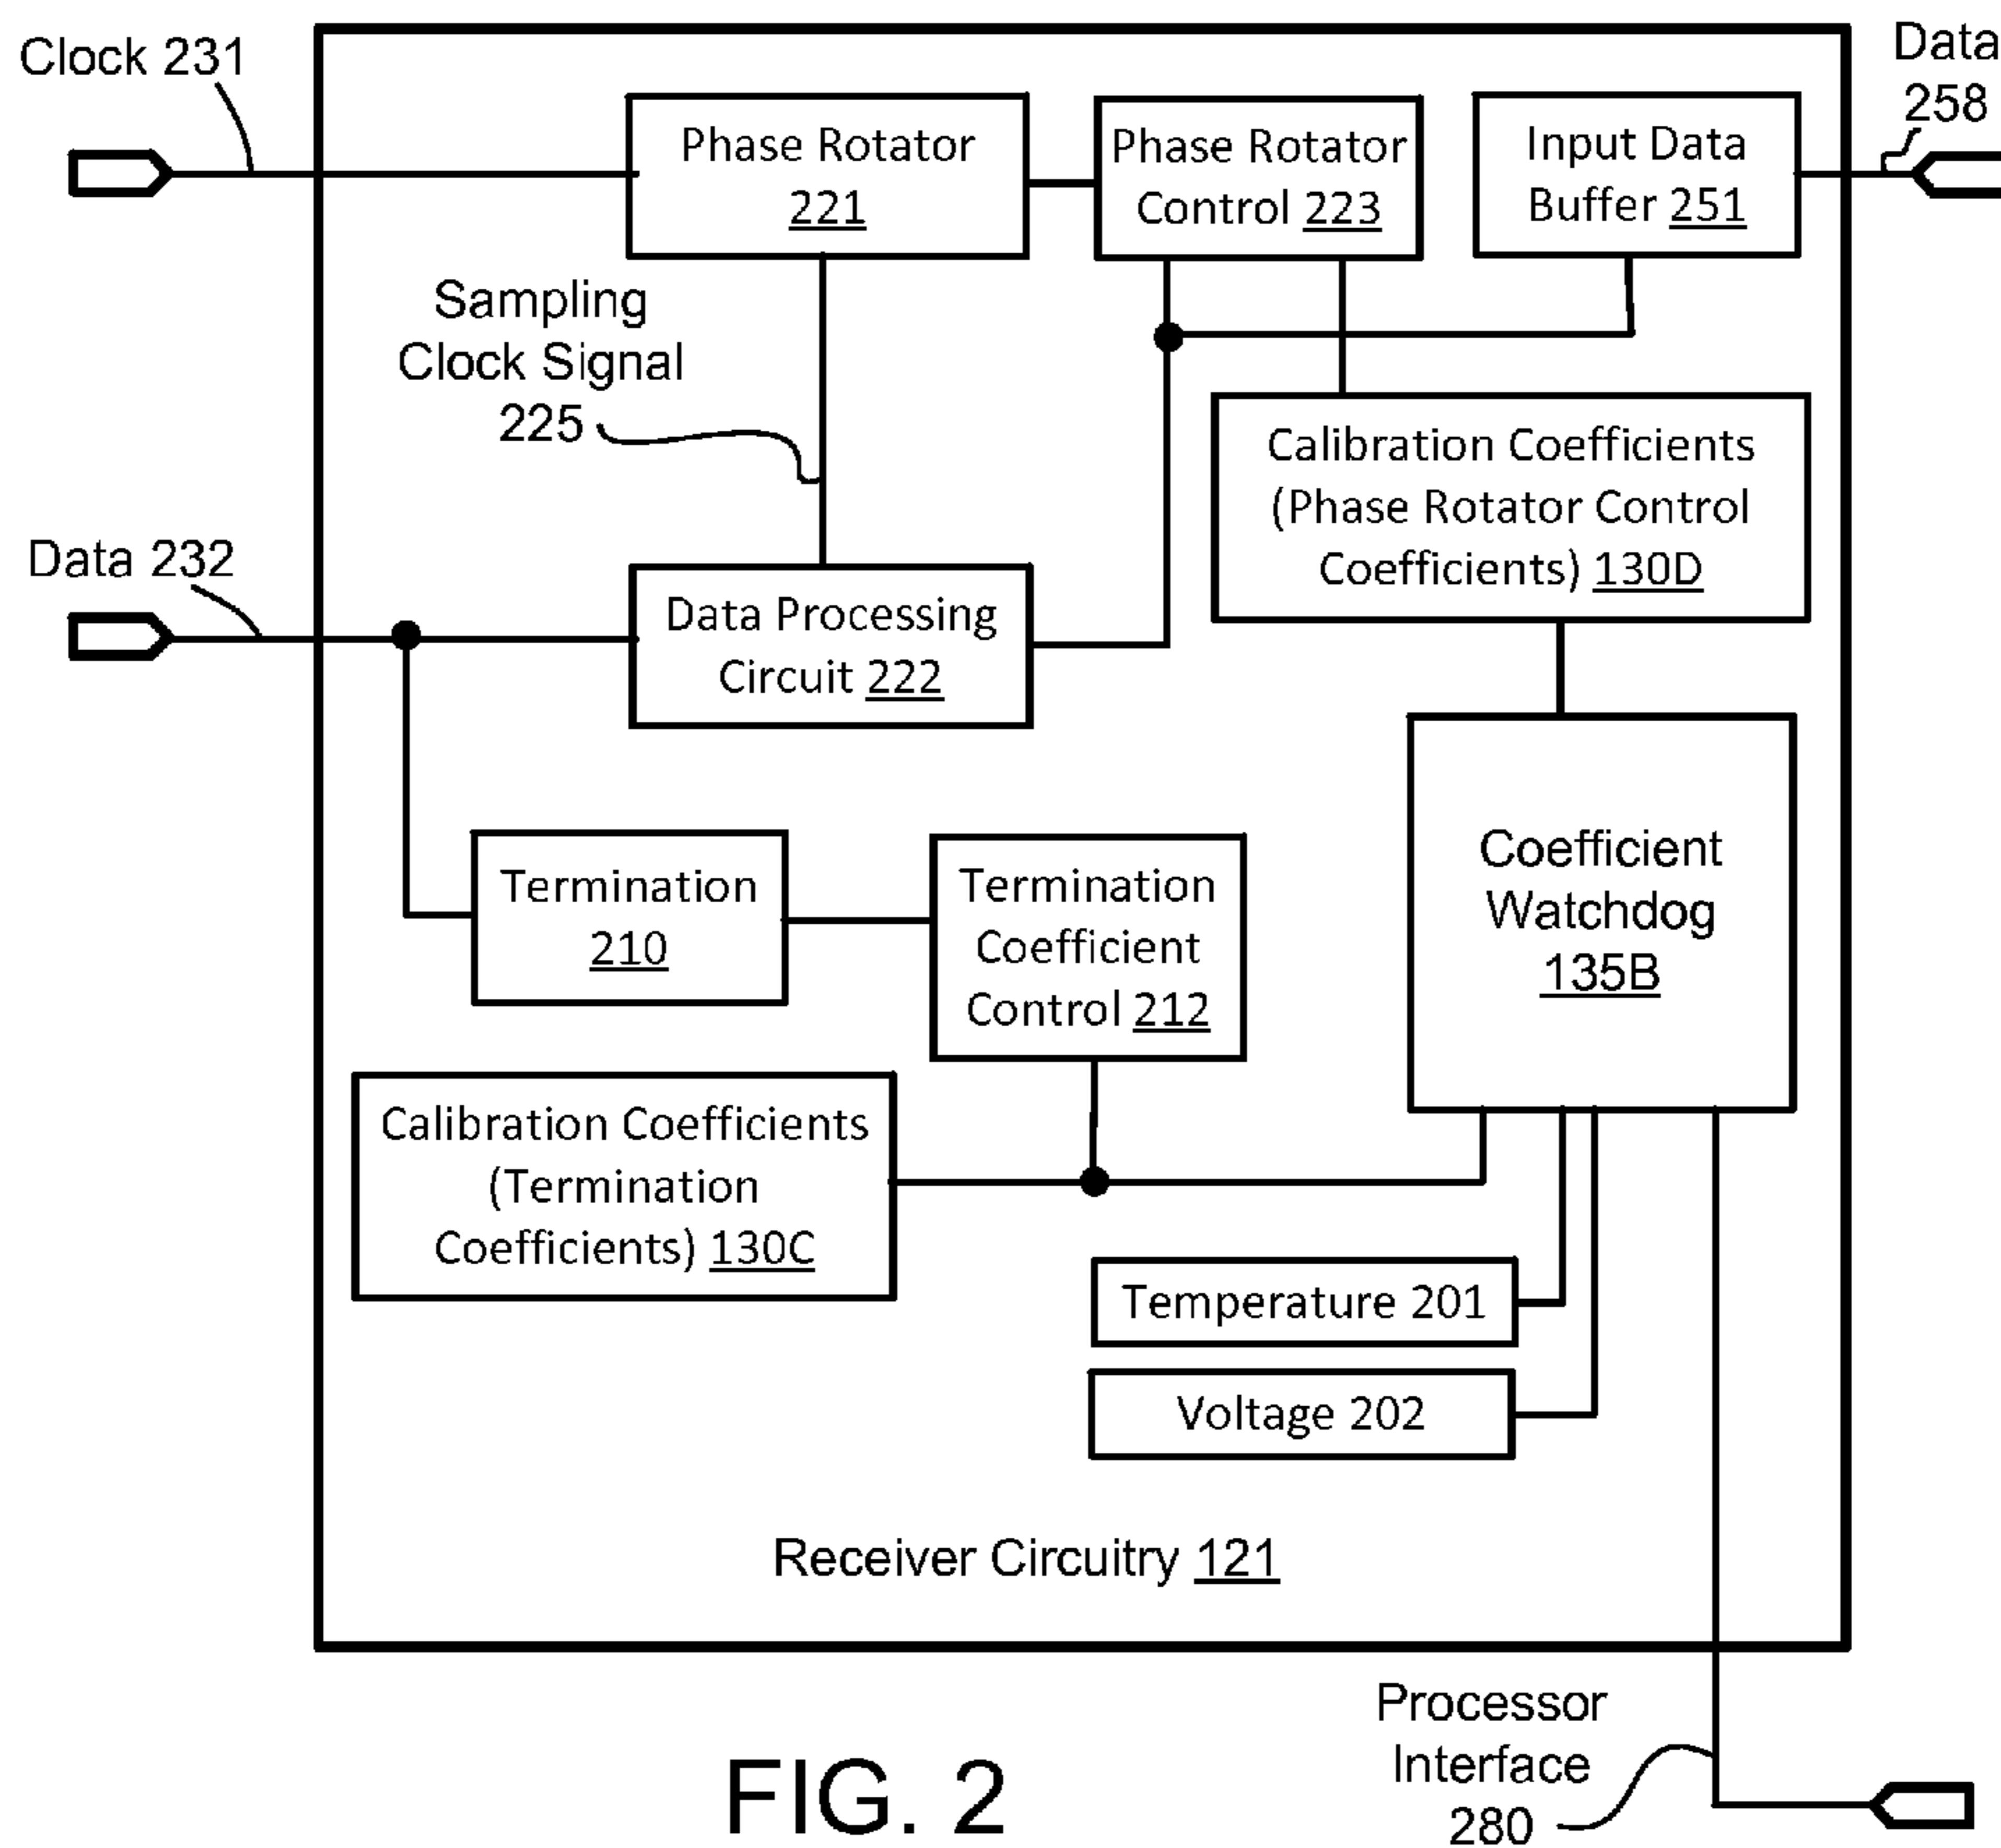 Clock 231
Data
258
Phase Rotator
221
Phase Rotator
Control 223
Input Data
Buffer 251
Sampling
Clock Signal
225
Calibration Coefficients
(Phase Rotator Control
Coefficients) 130D
Data 232
Data Processing
Circuit 222
Coefficient
Watchdog
135B
Termination
210
Termination
Coefficient
Control 212
Calibration Coefficients
(Termination
Coefficients) 130C
Temperature 201
Voltage 202
Receiver Circuitry 121
Processor
Interface
280
FIG. 2